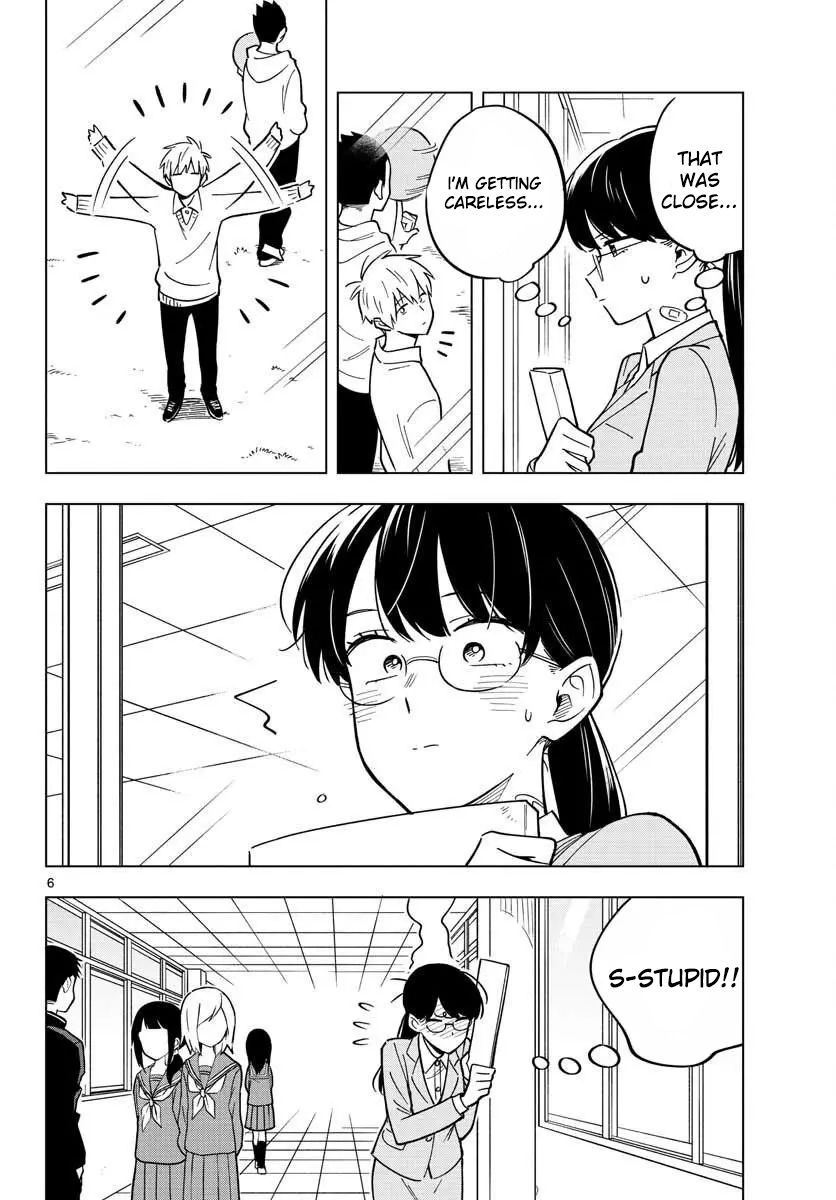 THAT
WAS
CLOSE...
I'M GETTING
CARELESS...
6
S-STUPID!!